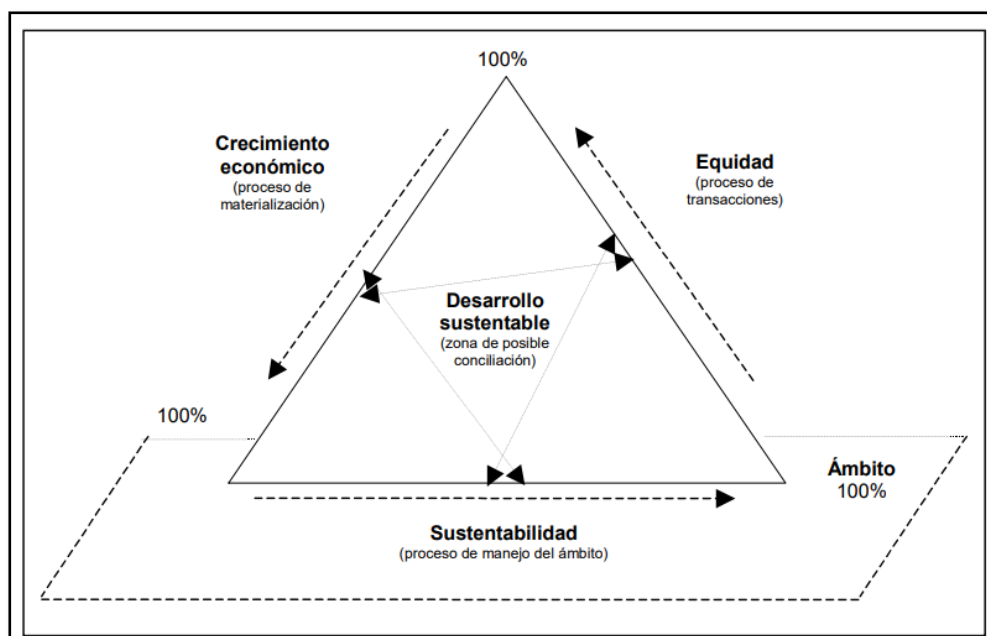 100%
Crecimiento
económico
(proceso de
materialización)
Equidad
(proceso de
transacciones)
Desarrollo
sustentable
(zona de posible
conciliación)
100%
Ámbito
100%
Sustentabilidad
(proceso de manejo del ámbito)